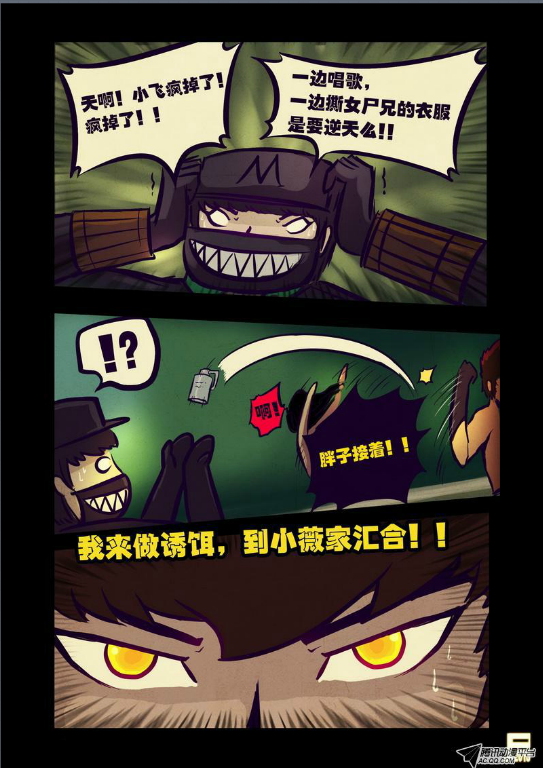 天啊！小飞疯掉了！
疯掉了！！
一边唱歌，
一边撕女尸兄的衣服
是要逆天么!!
M
!?
啊！
胖子接着！！
我来做诱饵，到小薇家汇合！！
腾讯动漫平台
AC.QQ.COM